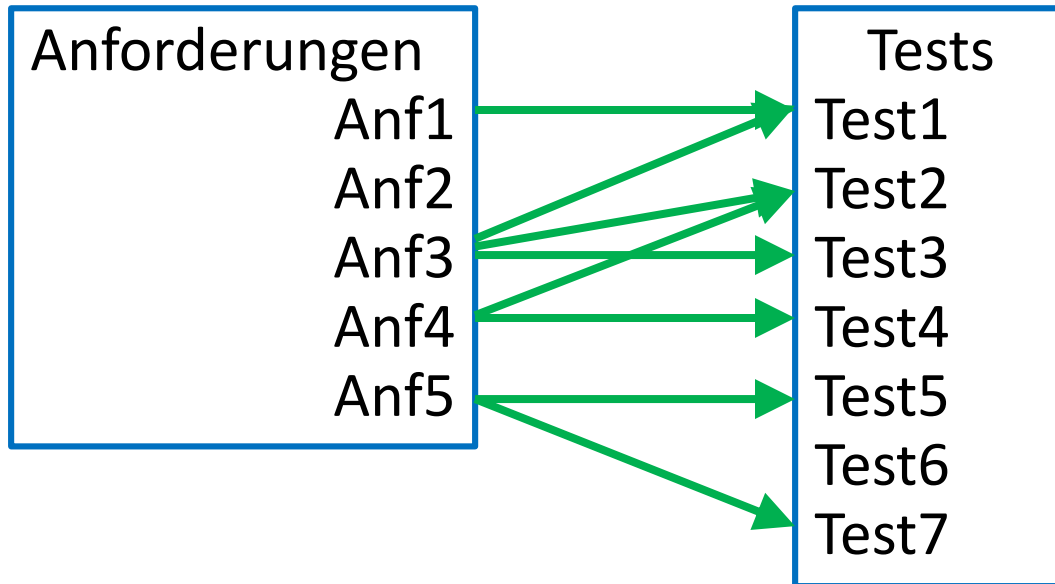 Anforderungen
Anf1
Anf2
Anf3
Anf4
Anf5
Tests
Test1
Test2
Test3
Test4
Test5
Test6
Test7